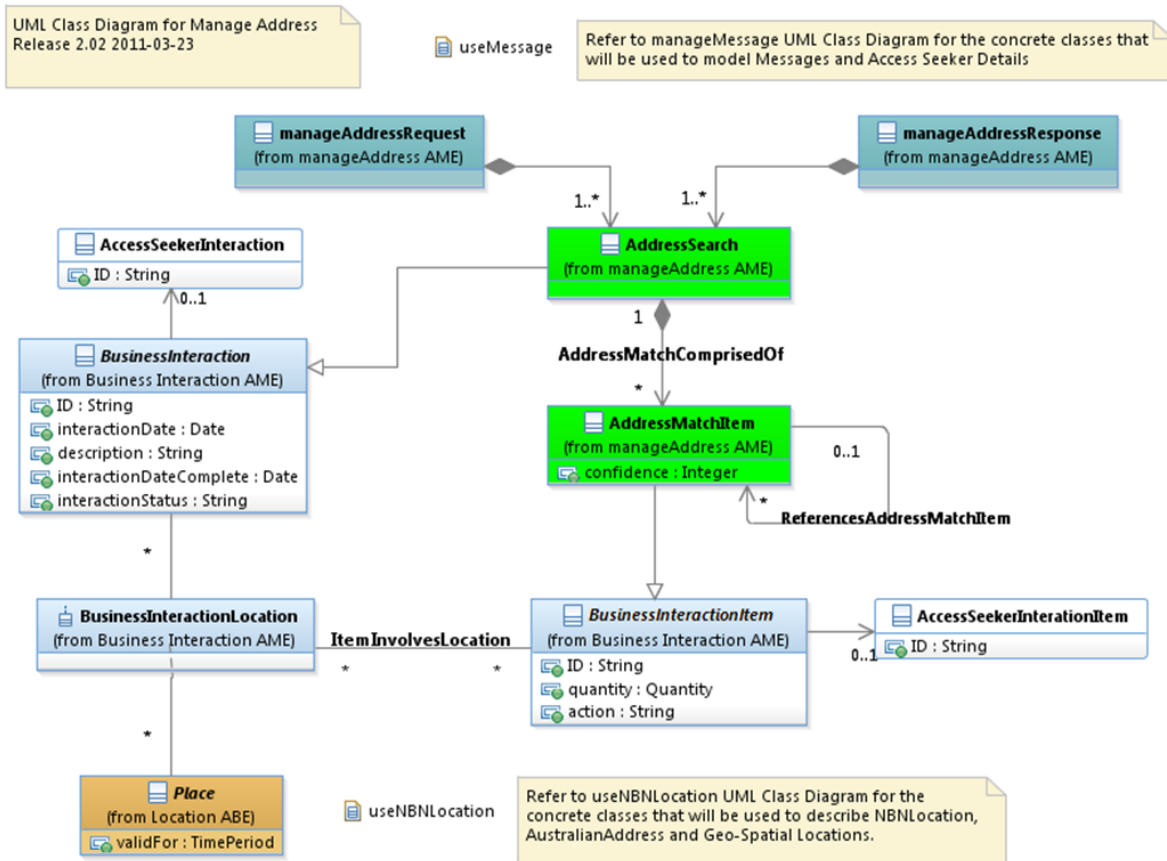 UML Class Diagram for Manage Address
Release 2.02 2011-03-23
useMessage
Refer to manageMessage UML Class Diagram for the concrete classes that
will be used to model Messages and Access Seeker Details
manageAddressRequest
(from manageAddress AME)
manageAddressResponse
(from manageAddress AME)
1..*
1..*
AccessSeekerInteraction
ID : String
0..1
AddressSearch
(from manageAddress AME)
1
AddressMatchComprisedOf
*
BusinessInteraction
(from Business Interaction AME)
ID : String
interactionDate : Date
description : String
interactionDateComplete : Date
interactionStatus : String
AddressMatchItem
(from manageAddress AME)
confidence : Integer
0..1
*
ReferencesAddressMatchItem
*
BusinessInteractionLocation
(from Business Interaction AME)
ItemInvolvesLocation
*
*
BusinessInteractionItem
(from Business Interaction AME)
ID : String
quantity : Quantity
action : String
0..1
AccessSeekerInterationItem
ID : String
*
Place
(from Location ABE)
validFor : TimePeriod
useNBNLocation
Refer to useNBNLocation UML Class Diagram for the
concrete classes that will be used to describe NBNLocation,
AustralianAddress and Geo-Spatial Locations.